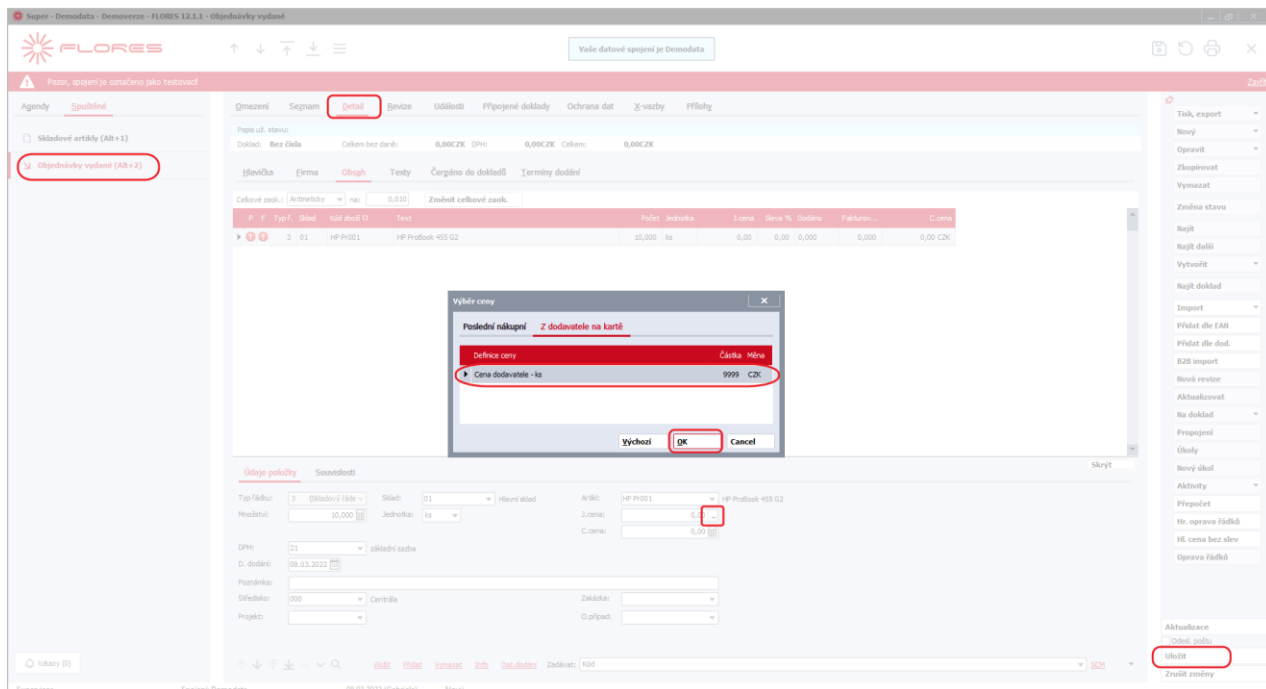 Super - Demodata - Demoverze - FLORES 12.1.1 - Objednávky vydané
FLORES
Vaše datové spojení je Demodata
Pozor, spojení je označeno jako testovací!
Agendy Spuštěné
Skladové artikly (Alt+1)
Objednávky vydané (Alt+2)
Omezení Seznam Detail Revize Události Připojené doklady Ochrana dat X-vazby Přílohy
Popis už. stavu:
Doklad: Bez čísla Celkem bez daně: 0,00CZK DPH: 0,00CZK Celkem: 0,00CZK
Hlavička Firma Obsah Texty Čerpáno do dokladů Termíny dodání
Celkové zaok.: Aritmeticky na: 0,010 Změnit celkové zaok.
P F Typ ř. Sklad Kód zboží D Text Počet Jednotka J.cena Sleva % Dodáno Fakturov... C.cena
3 01 HP Pr001 HP ProBook 455 G2 10,000 ks 0,00 0,00 0,000 0,000 0,00 CZK
Výběr ceny
Poslední nákupní Z dodavatele na kartě
Definice ceny Částka Měna
Cena dodavatele - ks 9999 CZK
Výchozí OK Cancel
Skrýt
Údaje položky Souvislosti
Typ řádku: 3 (Skladový řáde Sklad: 01 Hlavní sklad Artikl: HP Pr001 HP ProBook 455 G2
Množství: 10,000 Jednotka: ks J.cena: 0,00 ...
C.cena: 0,00
DPH: 21 základní sazba
D. dodání: 08.03.2022
Poznámka:
Středisko: 000 Centrála Zakázka:
Projekt: O.případ:
Vložit Přidat Vymazat Info Dat.dodání Zadávat: Kód SCM
Vzkazy (0)
Tisk, export
Nový
Opravit
Zkopírovat
Vymazat
Změna stavu
Najít
Najít další
Vytvořit
Najít doklad
Import
Přidat dle EAN
Přidat dle dod.
B2B import
Nová revize
Aktualizovat
Na doklad
Propojení
Úkoly
Nový úkol
Aktivity
Přepočet
Hr. oprava řádků
Hl. cena bez slev
Oprava řádků
Aktualizace
Odesl. poštu
Uložit
Zrušit změny